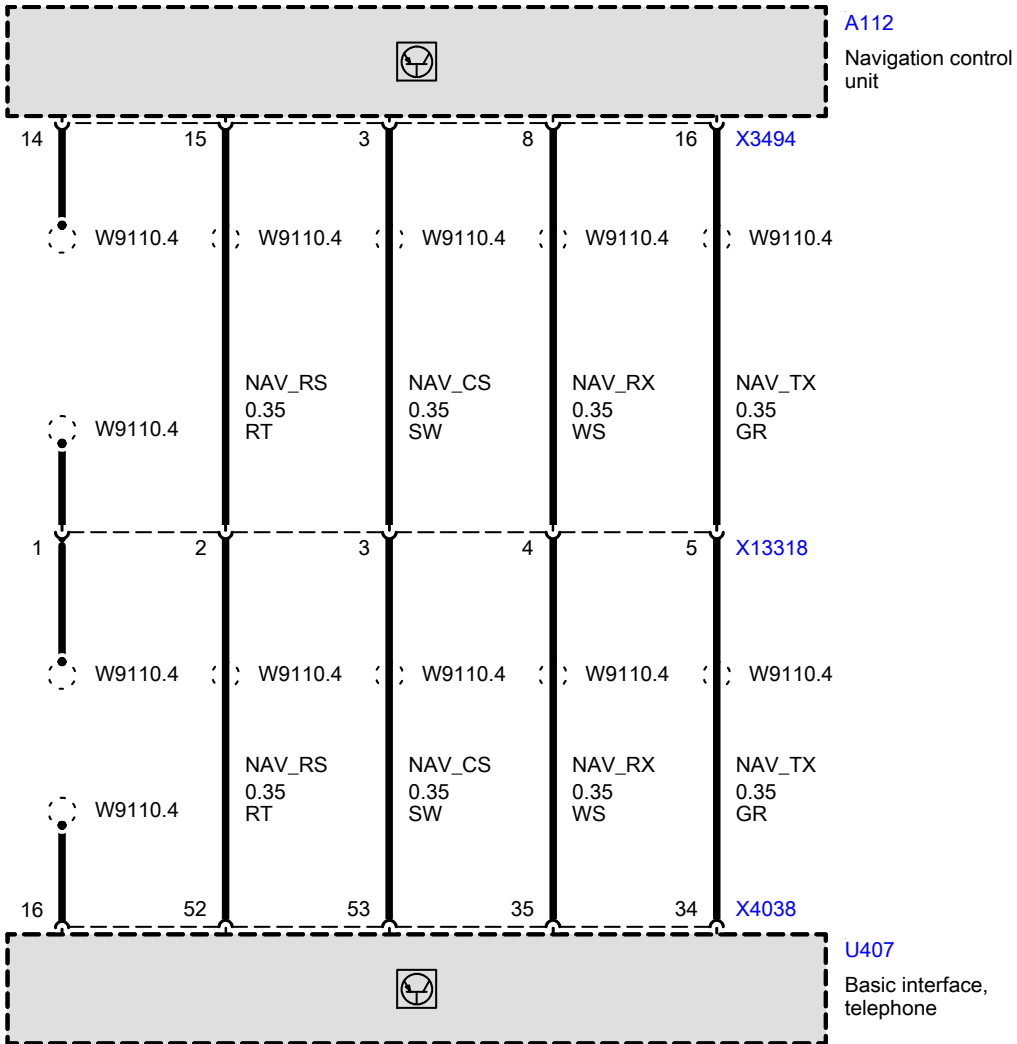 A112
Navigation control
unit
14 15 3 8 16 X3494
W9110.4 W9110.4 W9110.4 W9110.4 W9110.4
NAV_RS NAV_CS NAV_RX NAV_TX
0.35 0.35 0.35 0.35
W9110.4 RT SW WS GR
1 2 3 4 5 X13318
W9110.4 W9110.4 W9110.4 W9110.4 W9110.4
NAV_RS NAV_CS NAV_RX NAV_TX
0.35 0.35 0.35 0.35
W9110.4 RT SW WS GR
16 52 53 35 34 X4038
U407
Basic interface,
telephone